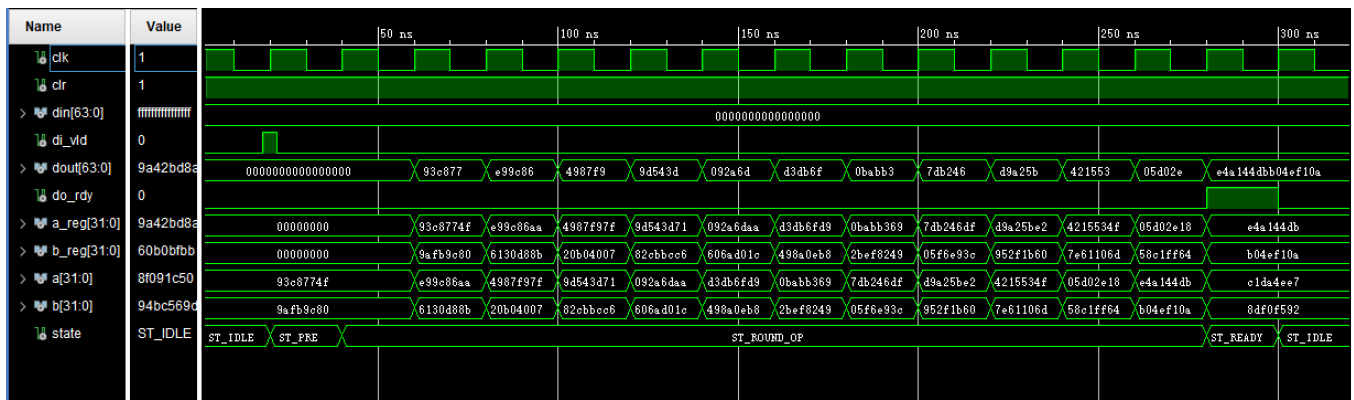 Name Value
50 ns 100 ns 150 ns 200 ns 250 ns 300 ns
clk 1
clr 1
din[63:0] ffffffffffffffff 0000000000000000
di_vld 0
dout[63:0] 9a42bd8a 0000000000000000 93c877 e99c86 4987f9 9d543d 092a6d d3db6f 0babb3 7db246 d9a25b 421553 05d02e e4a144dbb04ef10a
do_rdy 0
a_reg[31:0] 9a42bd8a 00000000 93c8774f e99c86aa 4987f97f 9d543d71 092a6daa d3db6fd9 0babb369 7db246df d9a25be2 4215534f 05d02e18 e4a144db
b_reg[31:0] 60b0bfbb 00000000 9afb9c80 6130d88b 20b04007 82cbbcc6 606ad01c 498a0eb8 2bef8249 05f6e93c 952f1b60 7e61106d 58c1ff64 b04ef10a
a[31:0] 8f091c50 93c8774f e99c86aa 4987f97f 9d543d71 092a6daa d3db6fd9 0babb369 7db246df d9a25be2 4215534f 05d02e18 e4a144db c1da4ee7
b[31:0] 94bc569d 9afb9c80 6130d88b 20b04007 82cbbcc6 606ad01c 498a0eb8 2bef8249 05f6e93c 952f1b60 7e61106d 58c1ff64 b04ef10a 8df0f592
state ST_IDLE ST_IDLE ST_PRE ST_ROUND_OP ST_READY ST_IDLE